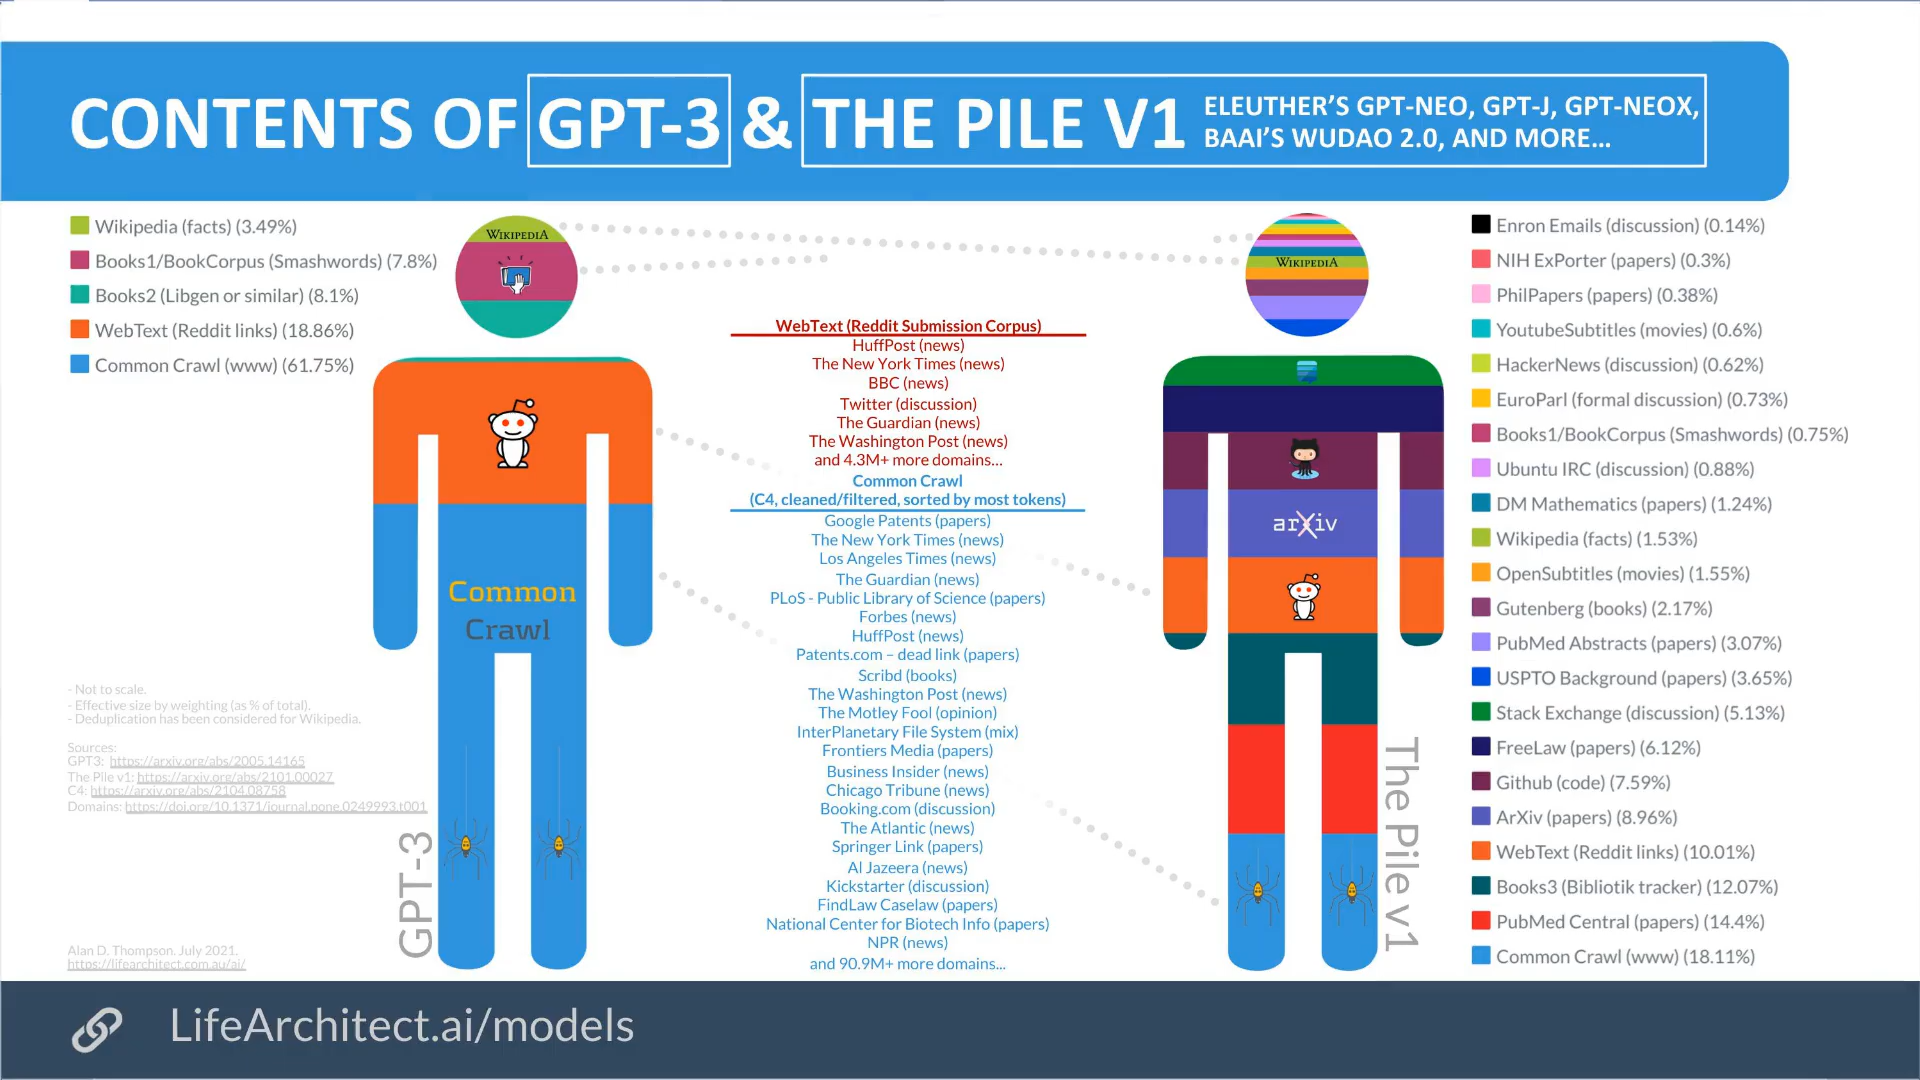 CONTENTS OF GPT-3 & THE PILE V1
ELEUTHER'S GPT-NEO, GPT-J, GPT-NEOX,
BAAI'S WUDAO 2.0, AND MORE...
Wikipedia (facts) (3.49%)
Books1/BookCorpus (Smashwords) (7.8%)
Books2 (Libgen or similar) (8.1%)
WebText (Reddit links) (18.86%)
Common Crawl (www) (61.75%)
WIKIPEDIA
Common
Crawl
GPT-3
- Not to scale.
- Effective size by weighting (as % of total).
- Deduplication has been considered for Wikipedia.
Sources:
GPT3: https://arxiv.org/abs/2005.14165
The Pile v1: https://arxiv.org/abs/2101.00027
C4: https://arxiv.org/abs/2104.08758
Domains: https://doi.org/10.1371/journal.pone.0249993.t001
Alan D. Thompson. July 2021.
https://lifearchitect.com.au/ai/
WebText (Reddit Submission Corpus)
HuffPost (news)
The New York Times (news)
BBC (news)
Twitter (discussion)
The Guardian (news)
The Washington Post (news)
and 4.3M+ more domains...
Common Crawl
(C4, cleaned/filtered, sorted by most tokens)
Google Patents (papers)
The New York Times (news)
Los Angeles Times (news)
The Guardian (news)
PLoS - Public Library of Science (papers)
Forbes (news)
HuffPost (news)
Patents.com – dead link (papers)
Scribd (books)
The Washington Post (news)
The Motley Fool (opinion)
InterPlanetary File System (mix)
Frontiers Media (papers)
Business Insider (news)
Chicago Tribune (news)
Booking.com (discussion)
The Atlantic (news)
Springer Link (papers)
Al Jazeera (news)
Kickstarter (discussion)
FindLaw Caselaw (papers)
National Center for Biotech Info (papers)
NPR (news)
and 90.9M+ more domains...
WIKIPEDIA
arXiv
The Pile v1
Enron Emails (discussion) (0.14%)
NIH ExPorter (papers) (0.3%)
PhilPapers (papers) (0.38%)
YoutubeSubtitles (movies) (0.6%)
HackerNews (discussion) (0.62%)
EuroParl (formal discussion) (0.73%)
Books1/BookCorpus (Smashwords) (0.75%)
Ubuntu IRC (discussion) (0.88%)
DM Mathematics (papers) (1.24%)
Wikipedia (facts) (1.53%)
OpenSubtitles (movies) (1.55%)
Gutenberg (books) (2.17%)
PubMed Abstracts (papers) (3.07%)
USPTO Background (papers) (3.65%)
Stack Exchange (discussion) (5.13%)
FreeLaw (papers) (6.12%)
Github (code) (7.59%)
ArXiv (papers) (8.96%)
WebText (Reddit links) (10.01%)
Books3 (Bibliotik tracker) (12.07%)
PubMed Central (papers) (14.4%)
Common Crawl (www) (18.11%)
LifeArchitect.ai/models